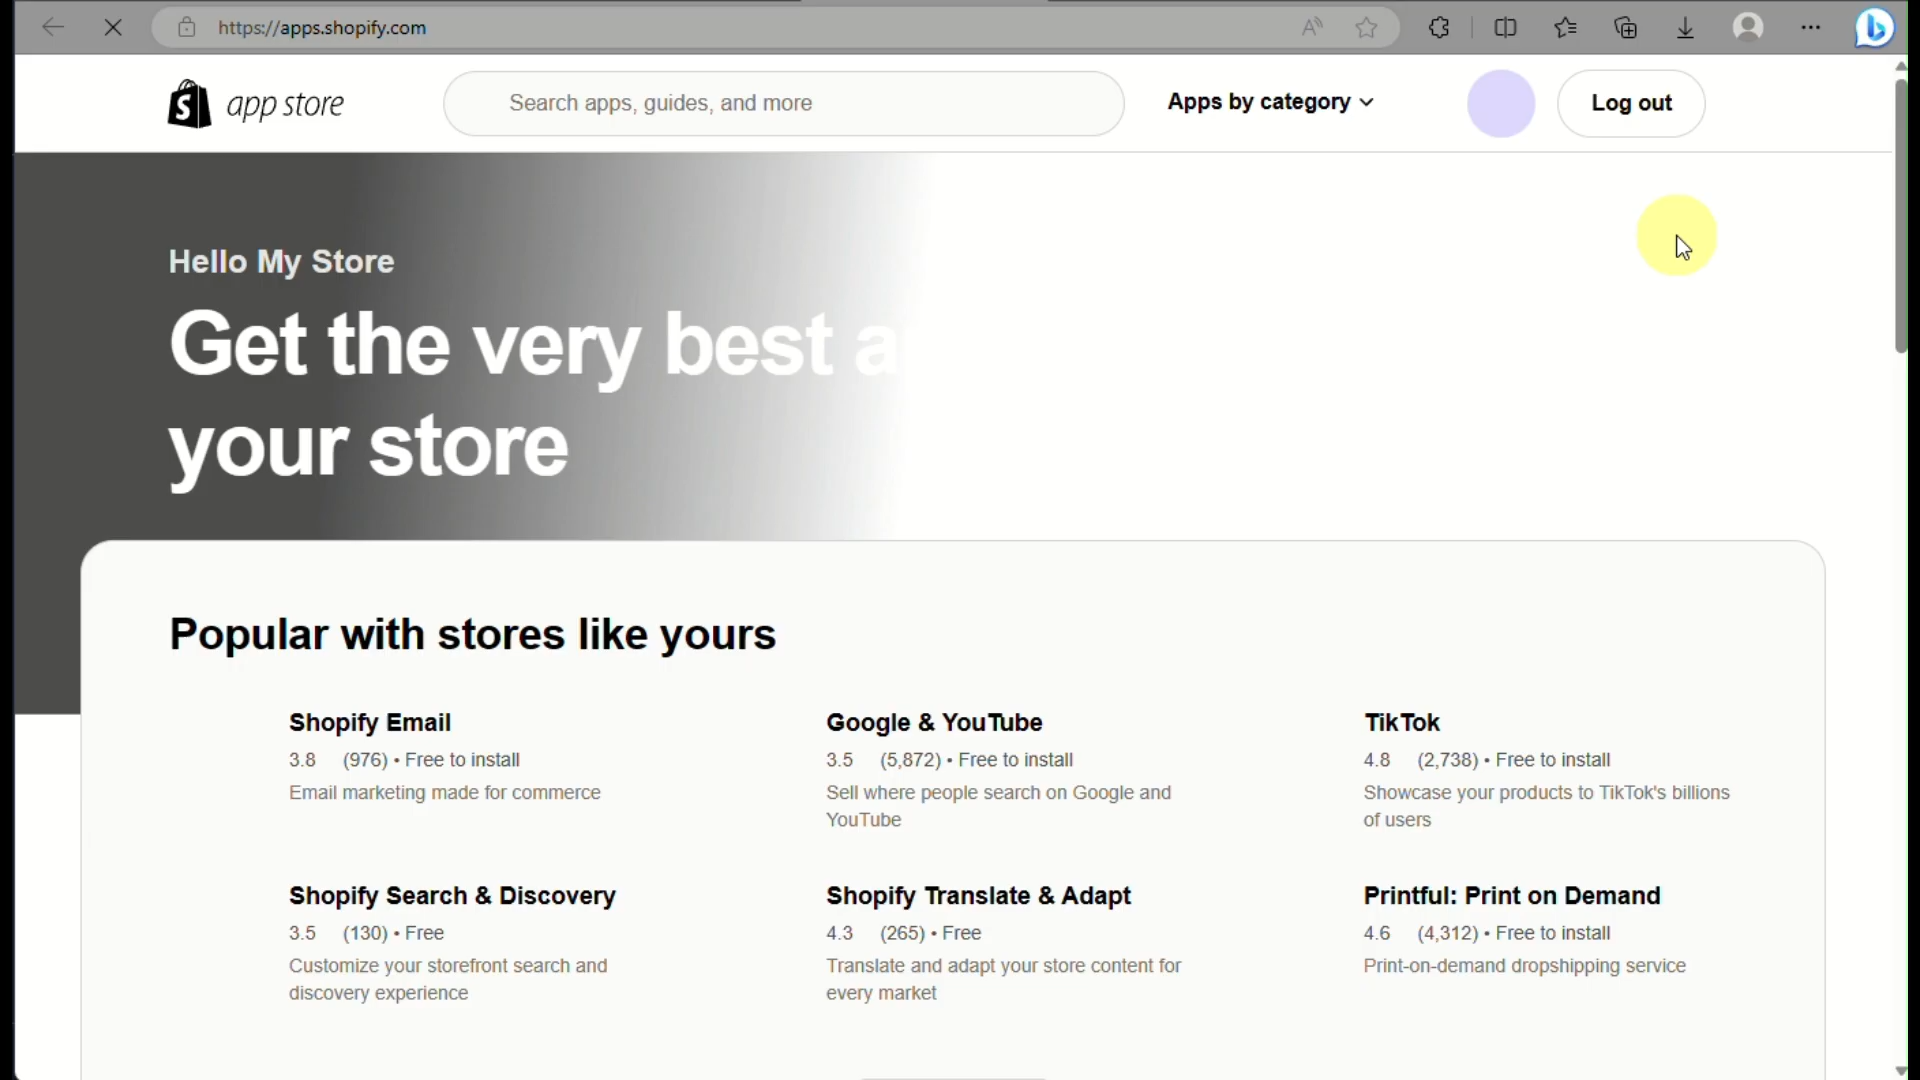 https://apps.shopify.com
app store
Search apps, guides, and more
Apps by category
Log out
Hello My Store
Get the very best a
your store
Popular with stores like yours
Shopify Email
3.8 (976) • Free to install
Email marketing made for commerce
Google & YouTube
3.5 (5,872) • Free to install
Sell where people search on Google and
YouTube
TikTok
4.8 (2,738) • Free to install
Showcase your products to TikTok's billions
of users
Shopify Search & Discovery
3.5 (130) • Free
Customize your storefront search and
discovery experience
Shopify Translate & Adapt
4.3 (265) • Free
Translate and adapt your store content for
every market
Printful: Print on Demand
4.6 (4,312) • Free to install
Print-on-demand dropshipping service